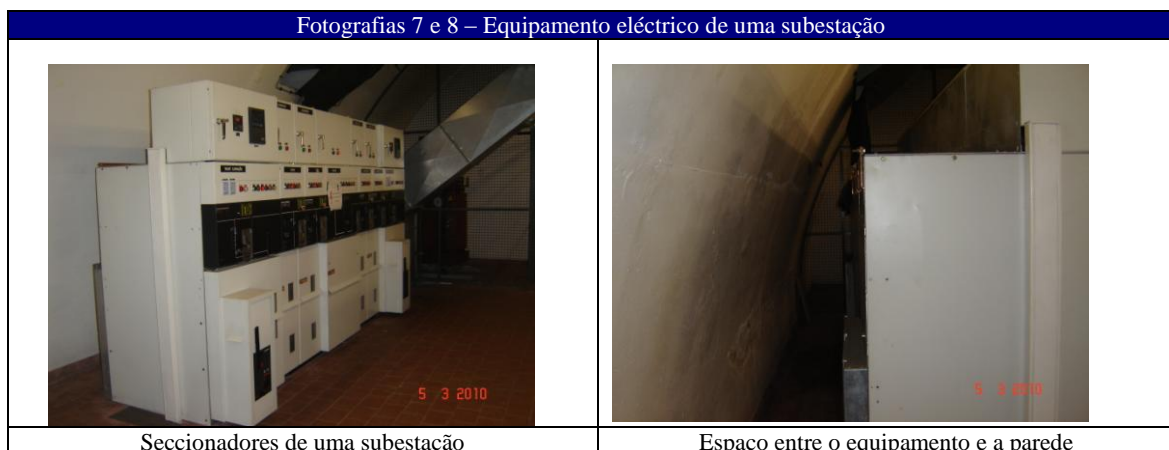 Fotografias 7 e 8 – Equipamento eléctrico de uma subestação
5 3 2010
5 3 2010
Seccionadores de uma subestação
Espaço entre o equipamento e a parede